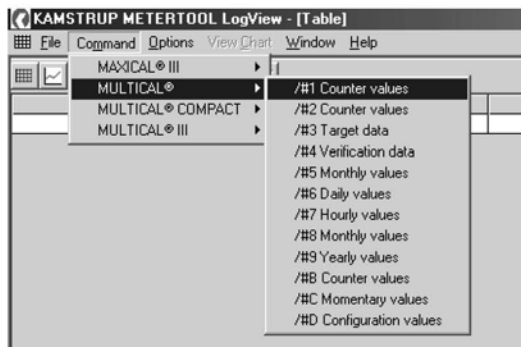 KAMSTRUP METERTOOL LogView - [Table]
File Command Options View Chart Window Help
MAXICAL® III
MULTICAL®
MULTICAL® COMPACT
MULTICAL® III
/#1 Counter values
/#2 Counter values
/#3 Target data
/#4 Verification data
/#5 Monthly values
/#6 Daily values
/#7 Hourly values
/#8 Monthly values
/#9 Yearly values
/#B Counter values
/#C Momentary values
/#D Configuration values